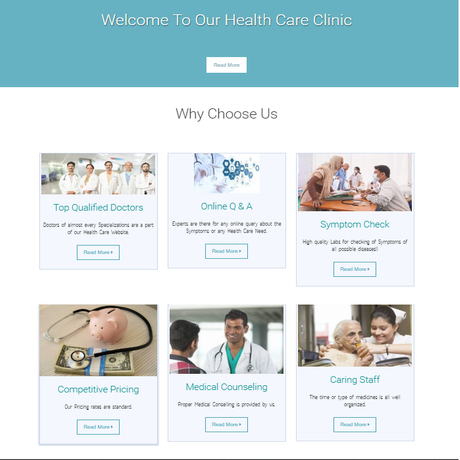 Welcome To Our Health Care Clinic
Read More
Why Choose Us
Top Qualified Doctors
Doctors of almost every Specializations are a part
of our Health Care Website.
Read More
Online Q & A
Experts are there for any online query about the
Symptoms or any Health Care Need.
Read More
Symptom Check
High quality Labs for checking of Symptoms of
all possible diseases!
Read More
Competitive Pricing
Our Pricing rates are standard.
Read More
Medical Counseling
Proper Medical Conseling is provided by us.
Read More
Caring Staff
The time or type of medicines is all well
organized.
Read More